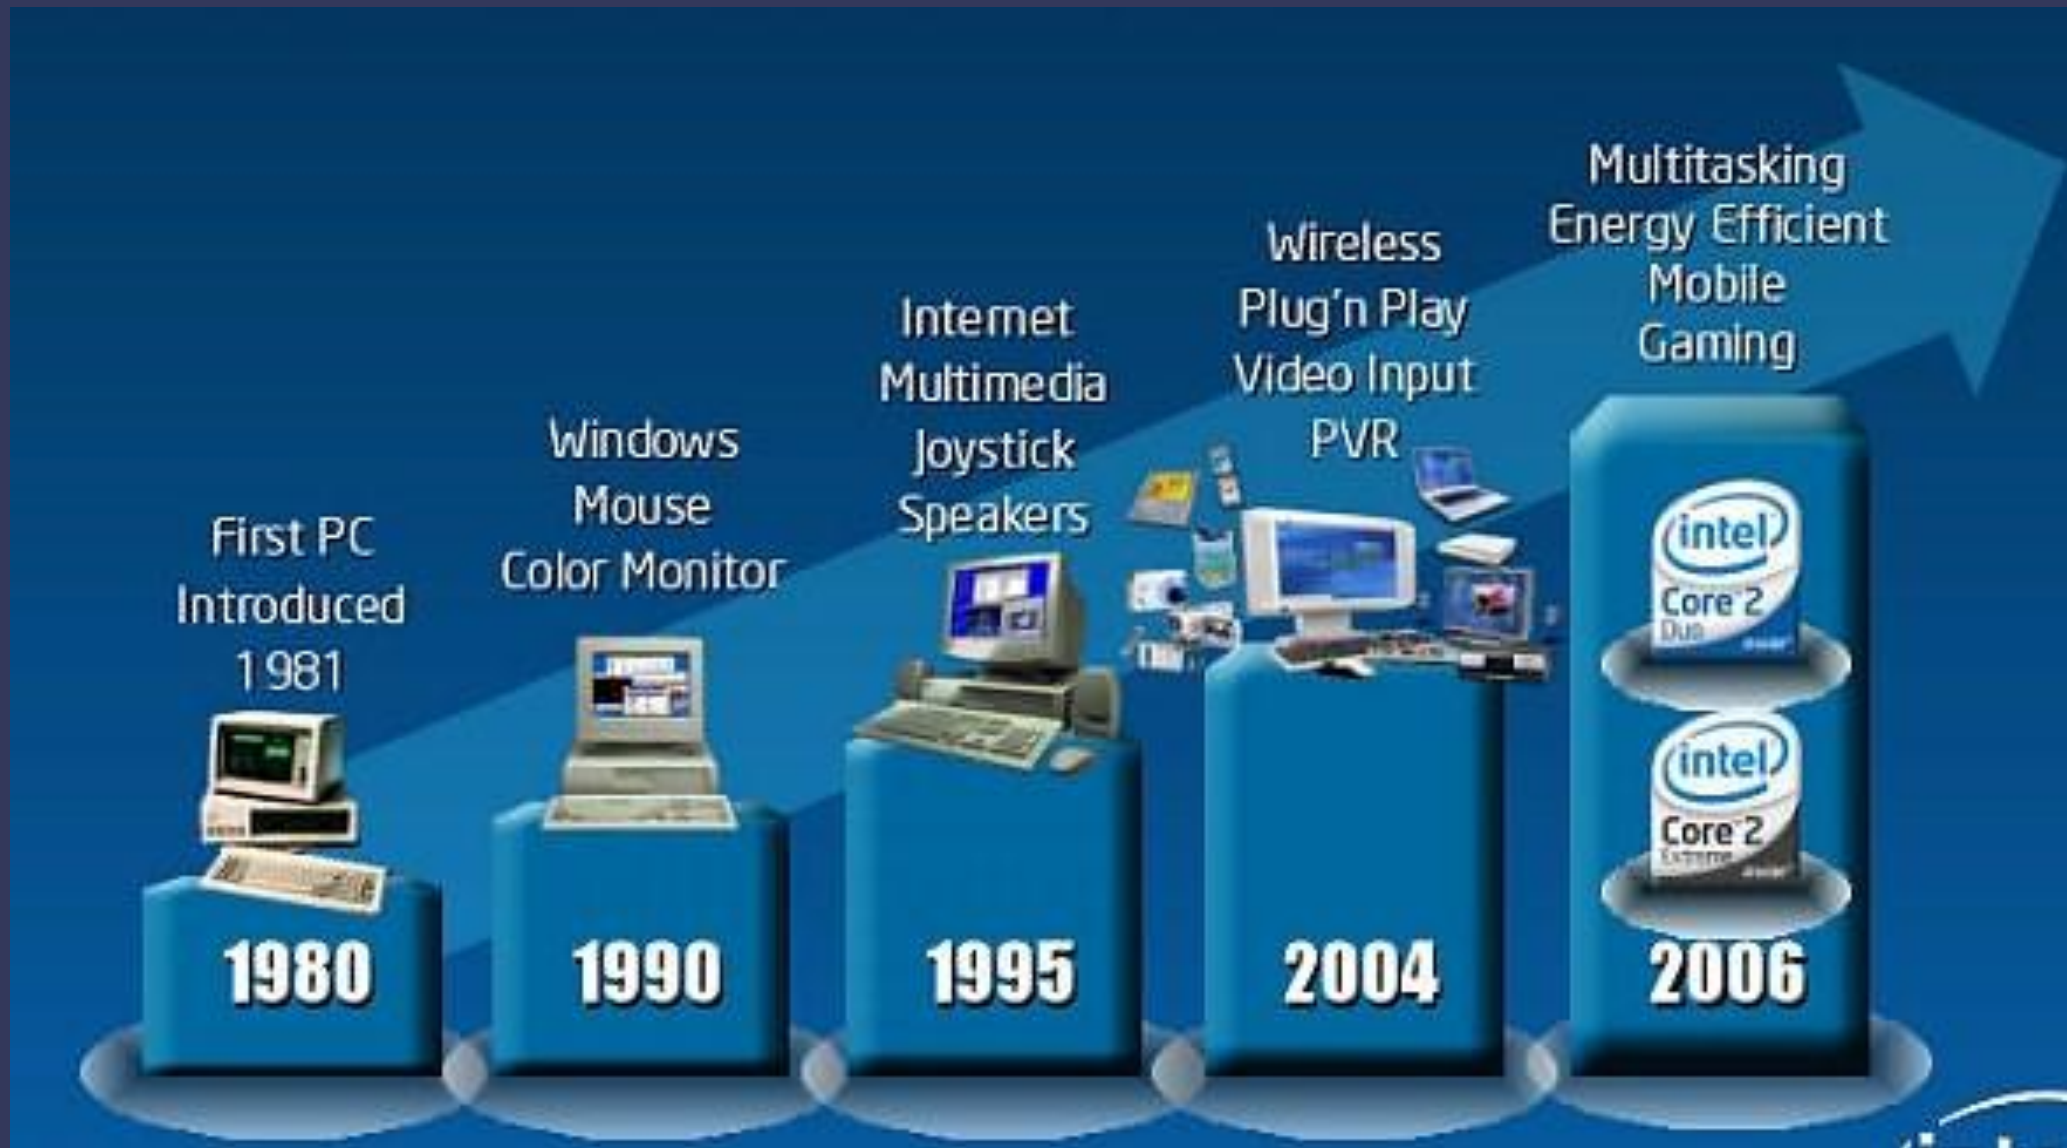 First PC
Introduced
1981
1980
Windows
Mouse
Color Monitor
1990
Internet
Multimedia
Joystick
Speakers
1995
Wireless
Plug'n Play
Video Input
PVR
2004
Multitasking
Energy Efficient
Mobile
Gaming
intel
Core 2
Duo
intel
Core 2
Extreme
2006